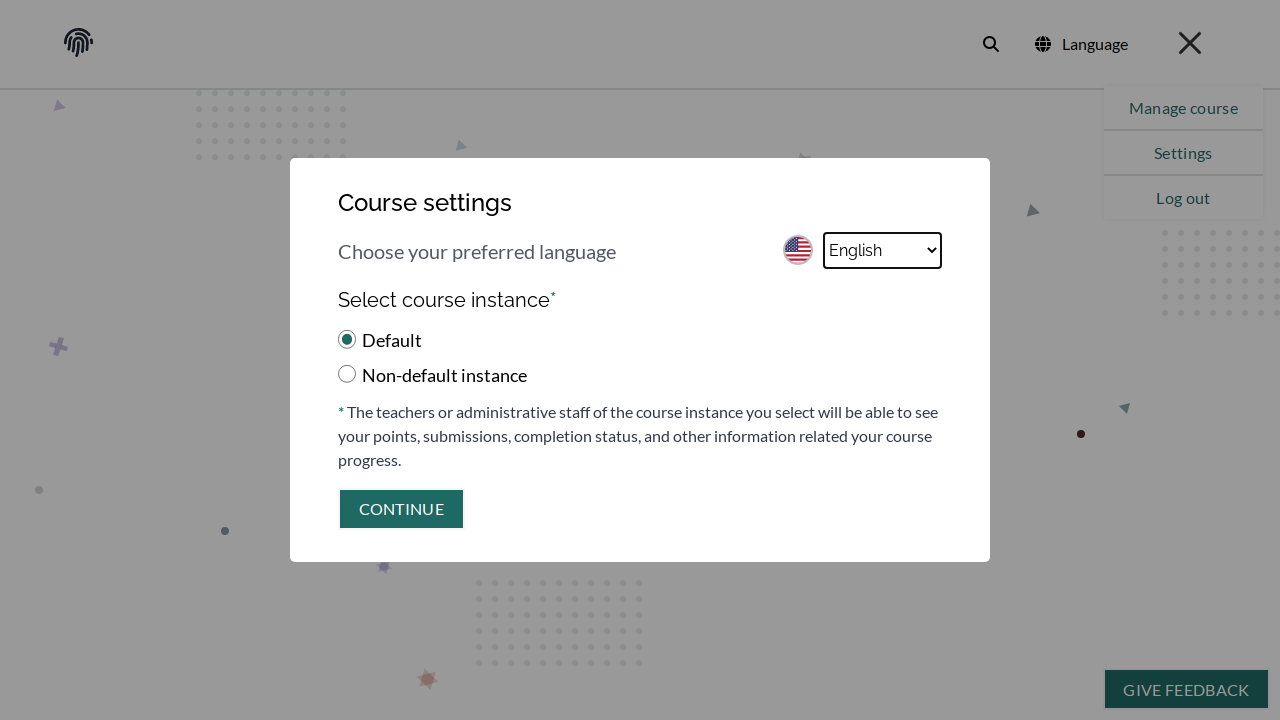 Language
Manage course
Settings
Log out
Course settings
Choose your preferred language
English
Select course instance*
Default
Non-default instance
* The teachers or administrative staff of the course instance you select will be able to see
your points, submissions, completion status, and other information related your course
progress.
CONTINUE
GIVE FEEDBACK